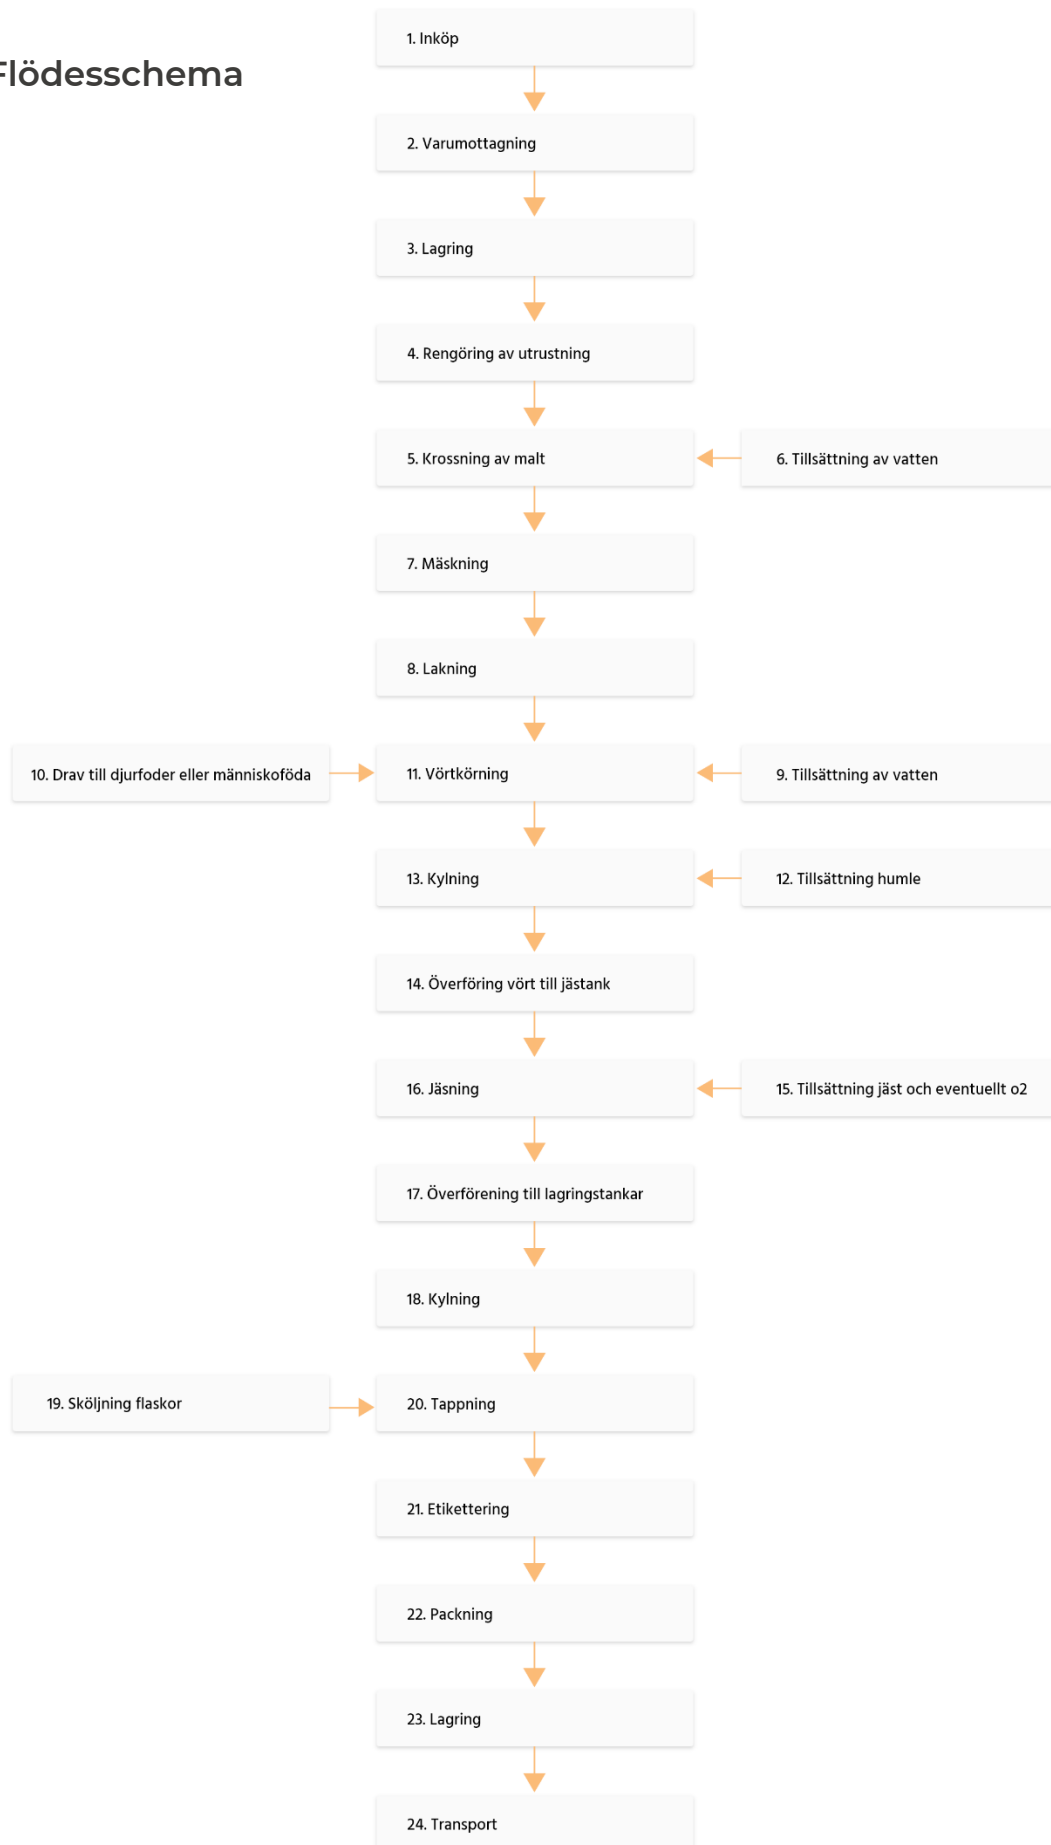 Flödesschema
1. Inköp
2. Varumottagning
3. Lagring
4. Rengöring av utrustning
5. Krossning av malt
6. Tillsättning av vatten
7. Mäskning
8. Lakning
10. Drav till djurfoder eller människoföda
11. Vörtkörning
9. Tillsättning av vatten
13. Kylning
12. Tillsättning humle
14. Överföring vört till jästank
16. Jäsning
15. Tillsättning jäst och eventuellt o2
17. Överförening till lagringstankar
18. Kylning
19. Sköljning flaskor
20. Tappning
21. Etikettering
22. Packning
23. Lagring
24. Transport